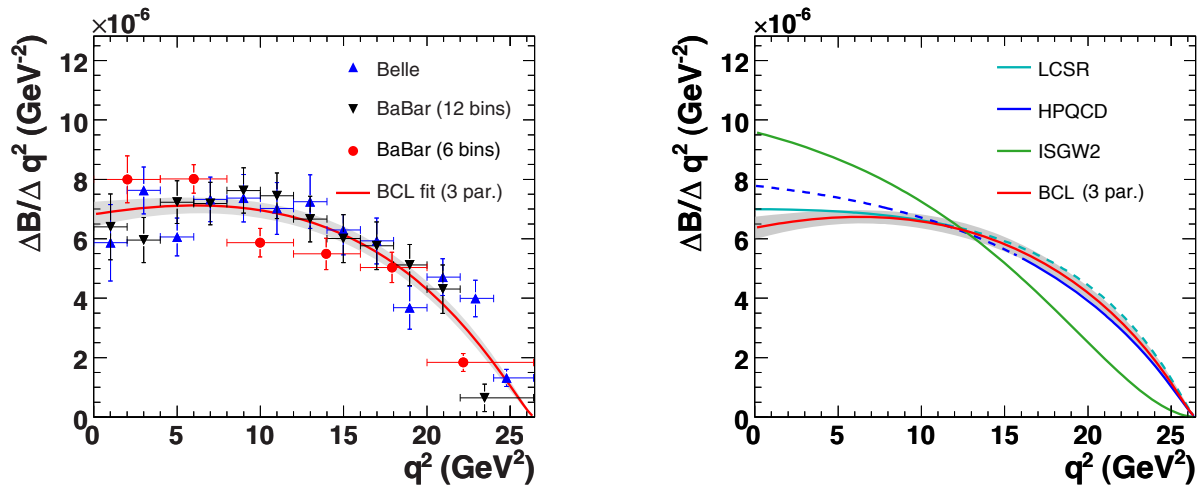 ×10⁻⁶
ΔB/Δ q² (GeV⁻²)
12
10
8
6
4
2
0
Belle
BaBar (12 bins)
BaBar (6 bins)
BCL fit (3 par.)
0 5 10 15 20 25
q² (GeV²)
×10⁻⁶
ΔB/Δ q² (GeV⁻²)
12
10
8
6
4
2
0
LCSR
HPQCD
ISGW2
BCL (3 par.)
0 5 10 15 20 25
q² (GeV²)